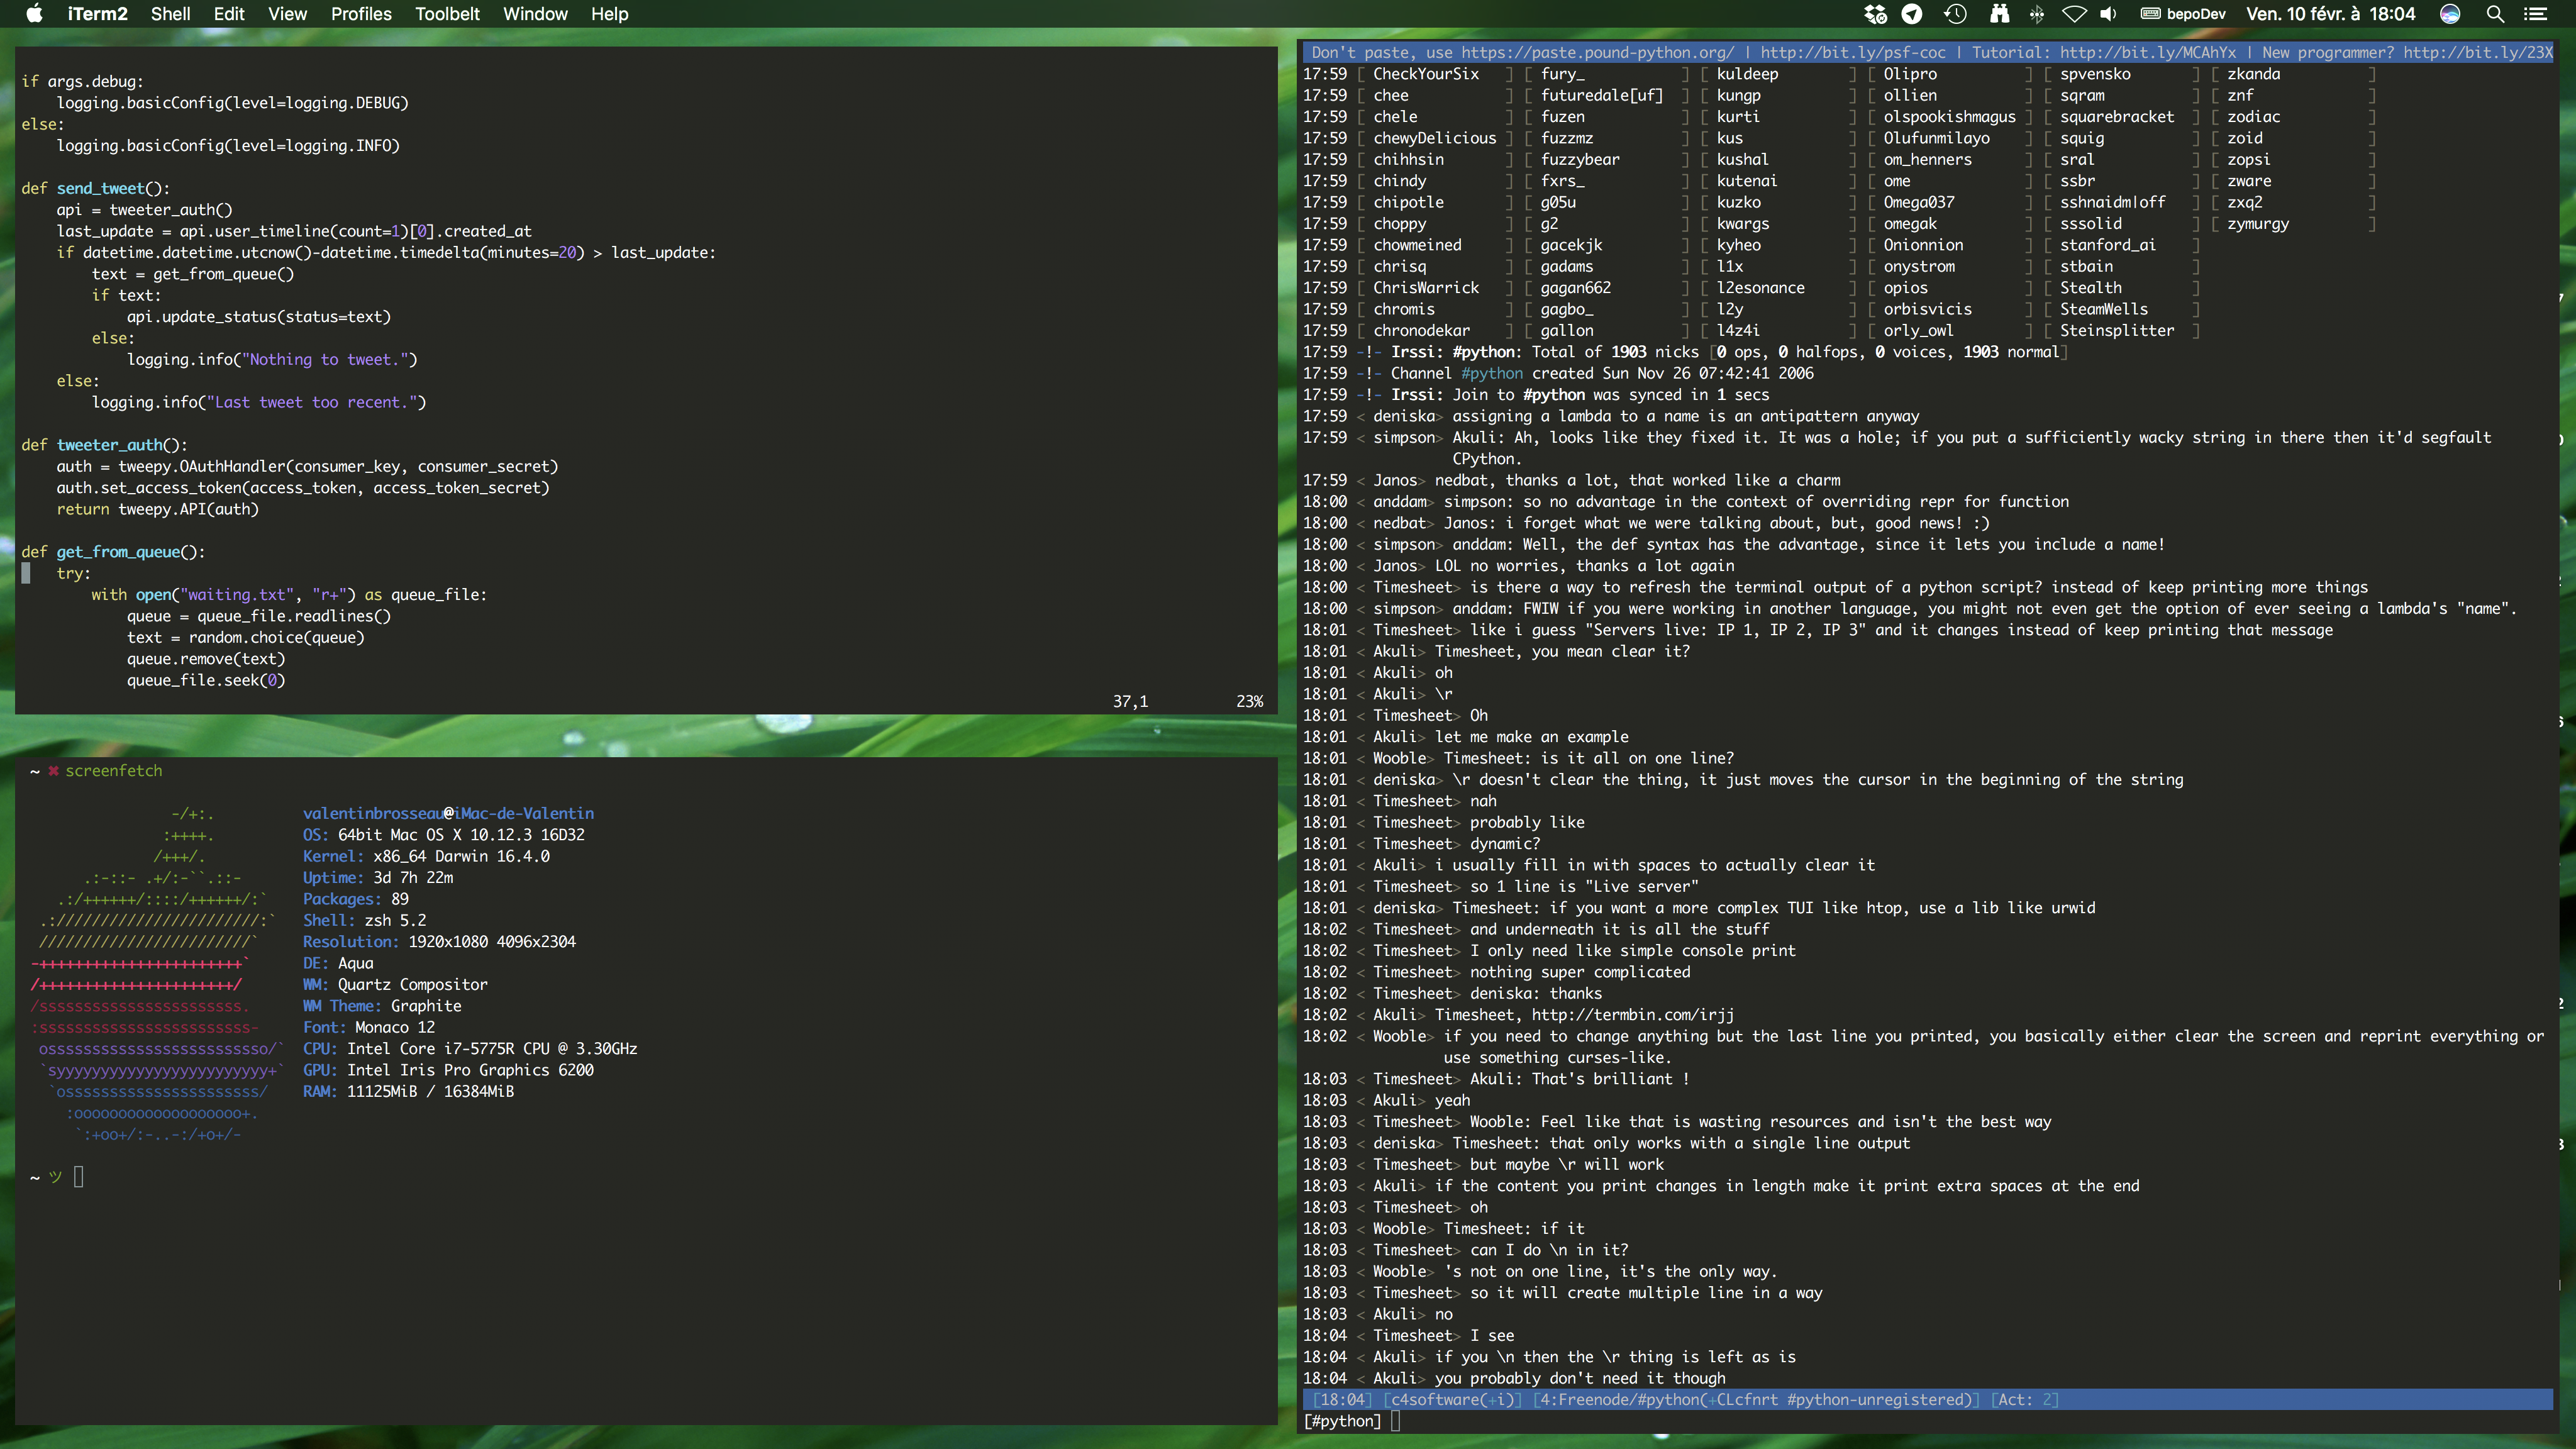 iTerm2 Shell Edit View Profiles Toolbelt Window Help bepoDev Ven. 10 févr. à 18:04
if args.debug:
    logging.basicConfig(level=logging.DEBUG)
else:
    logging.basicConfig(level=logging.INFO)
def send_tweet():
    api = tweeter_auth()
    last_update = api.user_timeline(count=1)[0].created_at
    if datetime.datetime.utcnow()-datetime.timedelta(minutes=20) > last_update:
        text = get_from_queue()
        if text:
            api.update_status(status=text)
        else:
            logging.info("Nothing to tweet.")
    else:
        logging.info("Last tweet too recent.")
def tweeter_auth():
    auth = tweepy.OAuthHandler(consumer_key, consumer_secret)
    auth.set_access_token(access_token, access_token_secret)
    return tweepy.API(auth)
def get_from_queue():
    try:
        with open("waiting.txt", "r+") as queue_file:
            queue = queue_file.readlines()
            text = random.choice(queue)
            queue.remove(text)
            queue_file.seek(0)
37,1 23%
~ ✖ screenfetch
                -/+:.          valentinbrosseau@iMac-de-Valentin
               :++++.          OS: 64bit Mac OS X 10.12.3 16D32
              /+++/.           Kernel: x86_64 Darwin 16.4.0
      .:-::- .+/:-``.::-       Uptime: 3d 7h 22m
   .:/++++++/::::/++++++/:`    Packages: 89
 .:///////////////////////:`   Shell: zsh 5.2
 ////////////////////////`     Resolution: 1920x1080 4096x2304
-+++++++++++++++++++++++`      DE: Aqua
/++++++++++++++++++++++/       WM: Quartz Compositor
/sssssssssssssssssssssss.      WM Theme: Graphite
:ssssssssssssssssssssssss-     Font: Monaco 12
 osssssssssssssssssssssssso/`  CPU: Intel Core i7-5775R CPU @ 3.30GHz
 `syyyyyyyyyyyyyyyyyyyyyyyy+`  GPU: Intel Iris Pro Graphics 6200
  `ossssssssssssssssssssss/    RAM: 11125MiB / 16384MiB
    :ooooooooooooooooooo+.
     `:+oo+/:-..-:/+o+/-
~ ツ
Don't paste, use https://paste.pound-python.org/ | http://bit.ly/psf-coc | Tutorial: http://bit.ly/MCAhYx | New programmer? http://bit.ly/23X
17:59 [ CheckYourSix ] [ fury_ ] [ kuldeep ] [ Olipro ] [ spvensko ] [ zkanda ]
17:59 [ chee ] [ futuredale[uf] ] [ kungp ] [ ollien ] [ sqram ] [ znf ]
17:59 [ chele ] [ fuzen ] [ kurti ] [ olspookishmagus ] [ squarebracket ] [ zodiac ]
17:59 [ chewyDelicious ] [ fuzzmz ] [ kus ] [ Olufunmilayo ] [ squig ] [ zoid ]
17:59 [ chihhsin ] [ fuzzybear ] [ kushal ] [ om_henners ] [ sral ] [ zopsi ]
17:59 [ chindy ] [ fxrs_ ] [ kutenai ] [ ome ] [ ssbr ] [ zware ]
17:59 [ chipotle ] [ g05u ] [ kuzko ] [ Omega037 ] [ sshnaidm|off ] [ zxq2 ]
17:59 [ choppy ] [ g2 ] [ kwargs ] [ omegak ] [ sssolid ] [ zymurgy ]
17:59 [ chowmeined ] [ gacekjk ] [ kyheo ] [ Onionnion ] [ stanford_ai ]
17:59 [ chrisq ] [ gadams ] [ l1x ] [ onystrom ] [ stbain ]
17:59 [ ChrisWarrick ] [ gagan662 ] [ l2esonance ] [ opios ] [ Stealth ]
17:59 [ chromis ] [ gagbo_ ] [ l2y ] [ orbisvicis ] [ SteamWells ]
17:59 [ chronodekar ] [ gallon ] [ l4z4i ] [ orly_owl ] [ Steinsplitter ]
17:59 -!- Irssi: #python: Total of 1903 nicks [0 ops, 0 halfops, 0 voices, 1903 normal]
17:59 -!- Channel #python created Sun Nov 26 07:42:41 2006
17:59 -!- Irssi: Join to #python was synced in 1 secs
17:59 < deniska> assigning a lambda to a name is an antipattern anyway
17:59 < simpson> Akuli: Ah, looks like they fixed it. It was a hole; if you put a sufficiently wacky string in there then it'd segfault
CPython.
17:59 < Janos> nedbat, thanks a lot, that worked like a charm
18:00 < anddam> simpson: so no advantage in the context of overriding repr for function
18:00 < nedbat> Janos: i forget what we were talking about, but, good news! :)
18:00 < simpson> anddam: Well, the def syntax has the advantage, since it lets you include a name!
18:00 < Janos> LOL no worries, thanks a lot again
18:00 < Timesheet> is there a way to refresh the terminal output of a python script? instead of keep printing more things
18:00 < simpson> anddam: FWIW if you were working in another language, you might not even get the option of ever seeing a lambda's "name".
18:01 < Timesheet> like i guess "Servers live: IP 1, IP 2, IP 3" and it changes instead of keep printing that message
18:01 < Akuli> Timesheet, you mean clear it?
18:01 < Akuli> oh
18:01 < Akuli> \r
18:01 < Timesheet> Oh
18:01 < Akuli> let me make an example
18:01 < Wooble> Timesheet: is it all on one line?
18:01 < deniska> \r doesn't clear the thing, it just moves the cursor in the beginning of the string
18:01 < Timesheet> nah
18:01 < Timesheet> probably like
18:01 < Timesheet> dynamic?
18:01 < Akuli> i usually fill in with spaces to actually clear it
18:01 < Timesheet> so 1 line is "Live server"
18:01 < deniska> Timesheet: if you want a more complex TUI like htop, use a lib like urwid
18:02 < Timesheet> and underneath it is all the stuff
18:02 < Timesheet> I only need like simple console print
18:02 < Timesheet> nothing super complicated
18:02 < Timesheet> deniska: thanks
18:02 < Akuli> Timesheet, http://termbin.com/irjj
18:02 < Wooble> if you need to change anything but the last line you printed, you basically either clear the screen and reprint everything or
use something curses-like.
18:03 < Timesheet> Akuli: That's brilliant !
18:03 < Akuli> yeah
18:03 < Timesheet> Wooble: Feel like that is wasting resources and isn't the best way
18:03 < deniska> Timesheet: that only works with a single line output
18:03 < Timesheet> but maybe \r will work
18:03 < Akuli> if the content you print changes in length make it print extra spaces at the end
18:03 < Timesheet> oh
18:03 < Wooble> Timesheet: if it
18:03 < Timesheet> can I do \n in it?
18:03 < Wooble> 's not on one line, it's the only way.
18:03 < Timesheet> so it will create multiple line in a way
18:03 < Akuli> no
18:04 < Timesheet> I see
18:04 < Akuli> if you \n then the \r thing is left as is
18:04 < Akuli> you probably don't need it though
[18:04] [c4software(+i)] [4:Freenode/#python(+CLcfnrt #python-unregistered)] [Act: 2]
[#python]